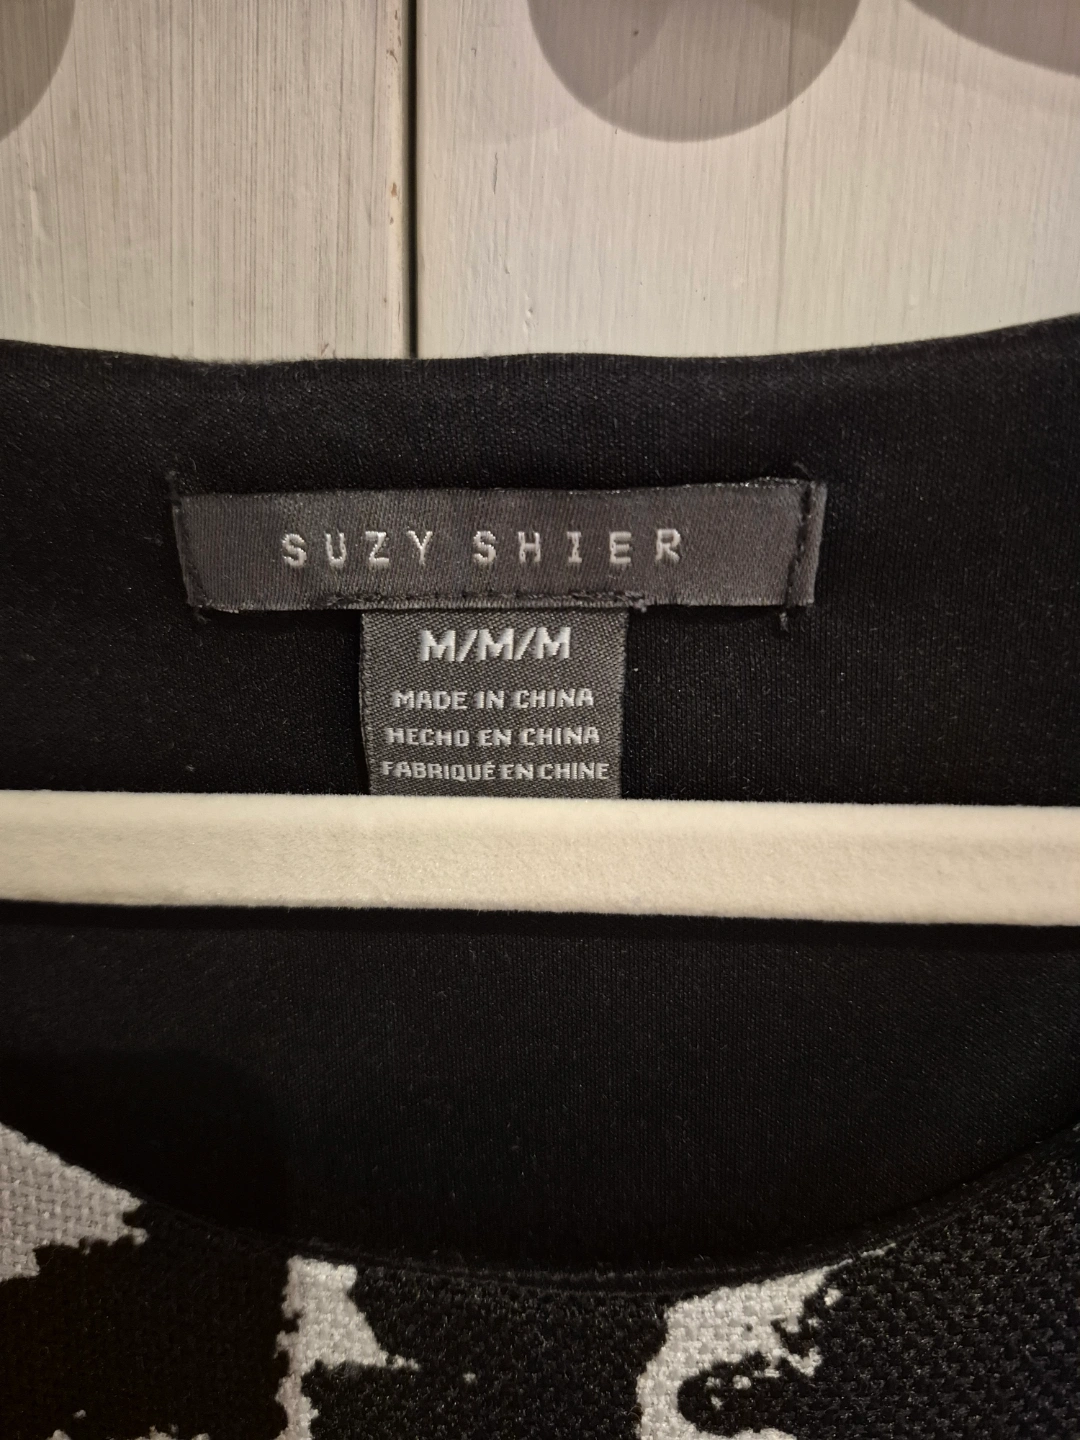 SUZY SHIER
M/M/M
MADE IN CHINA
HECHO EN CHINA
FABRIQUÉ EN CHINE